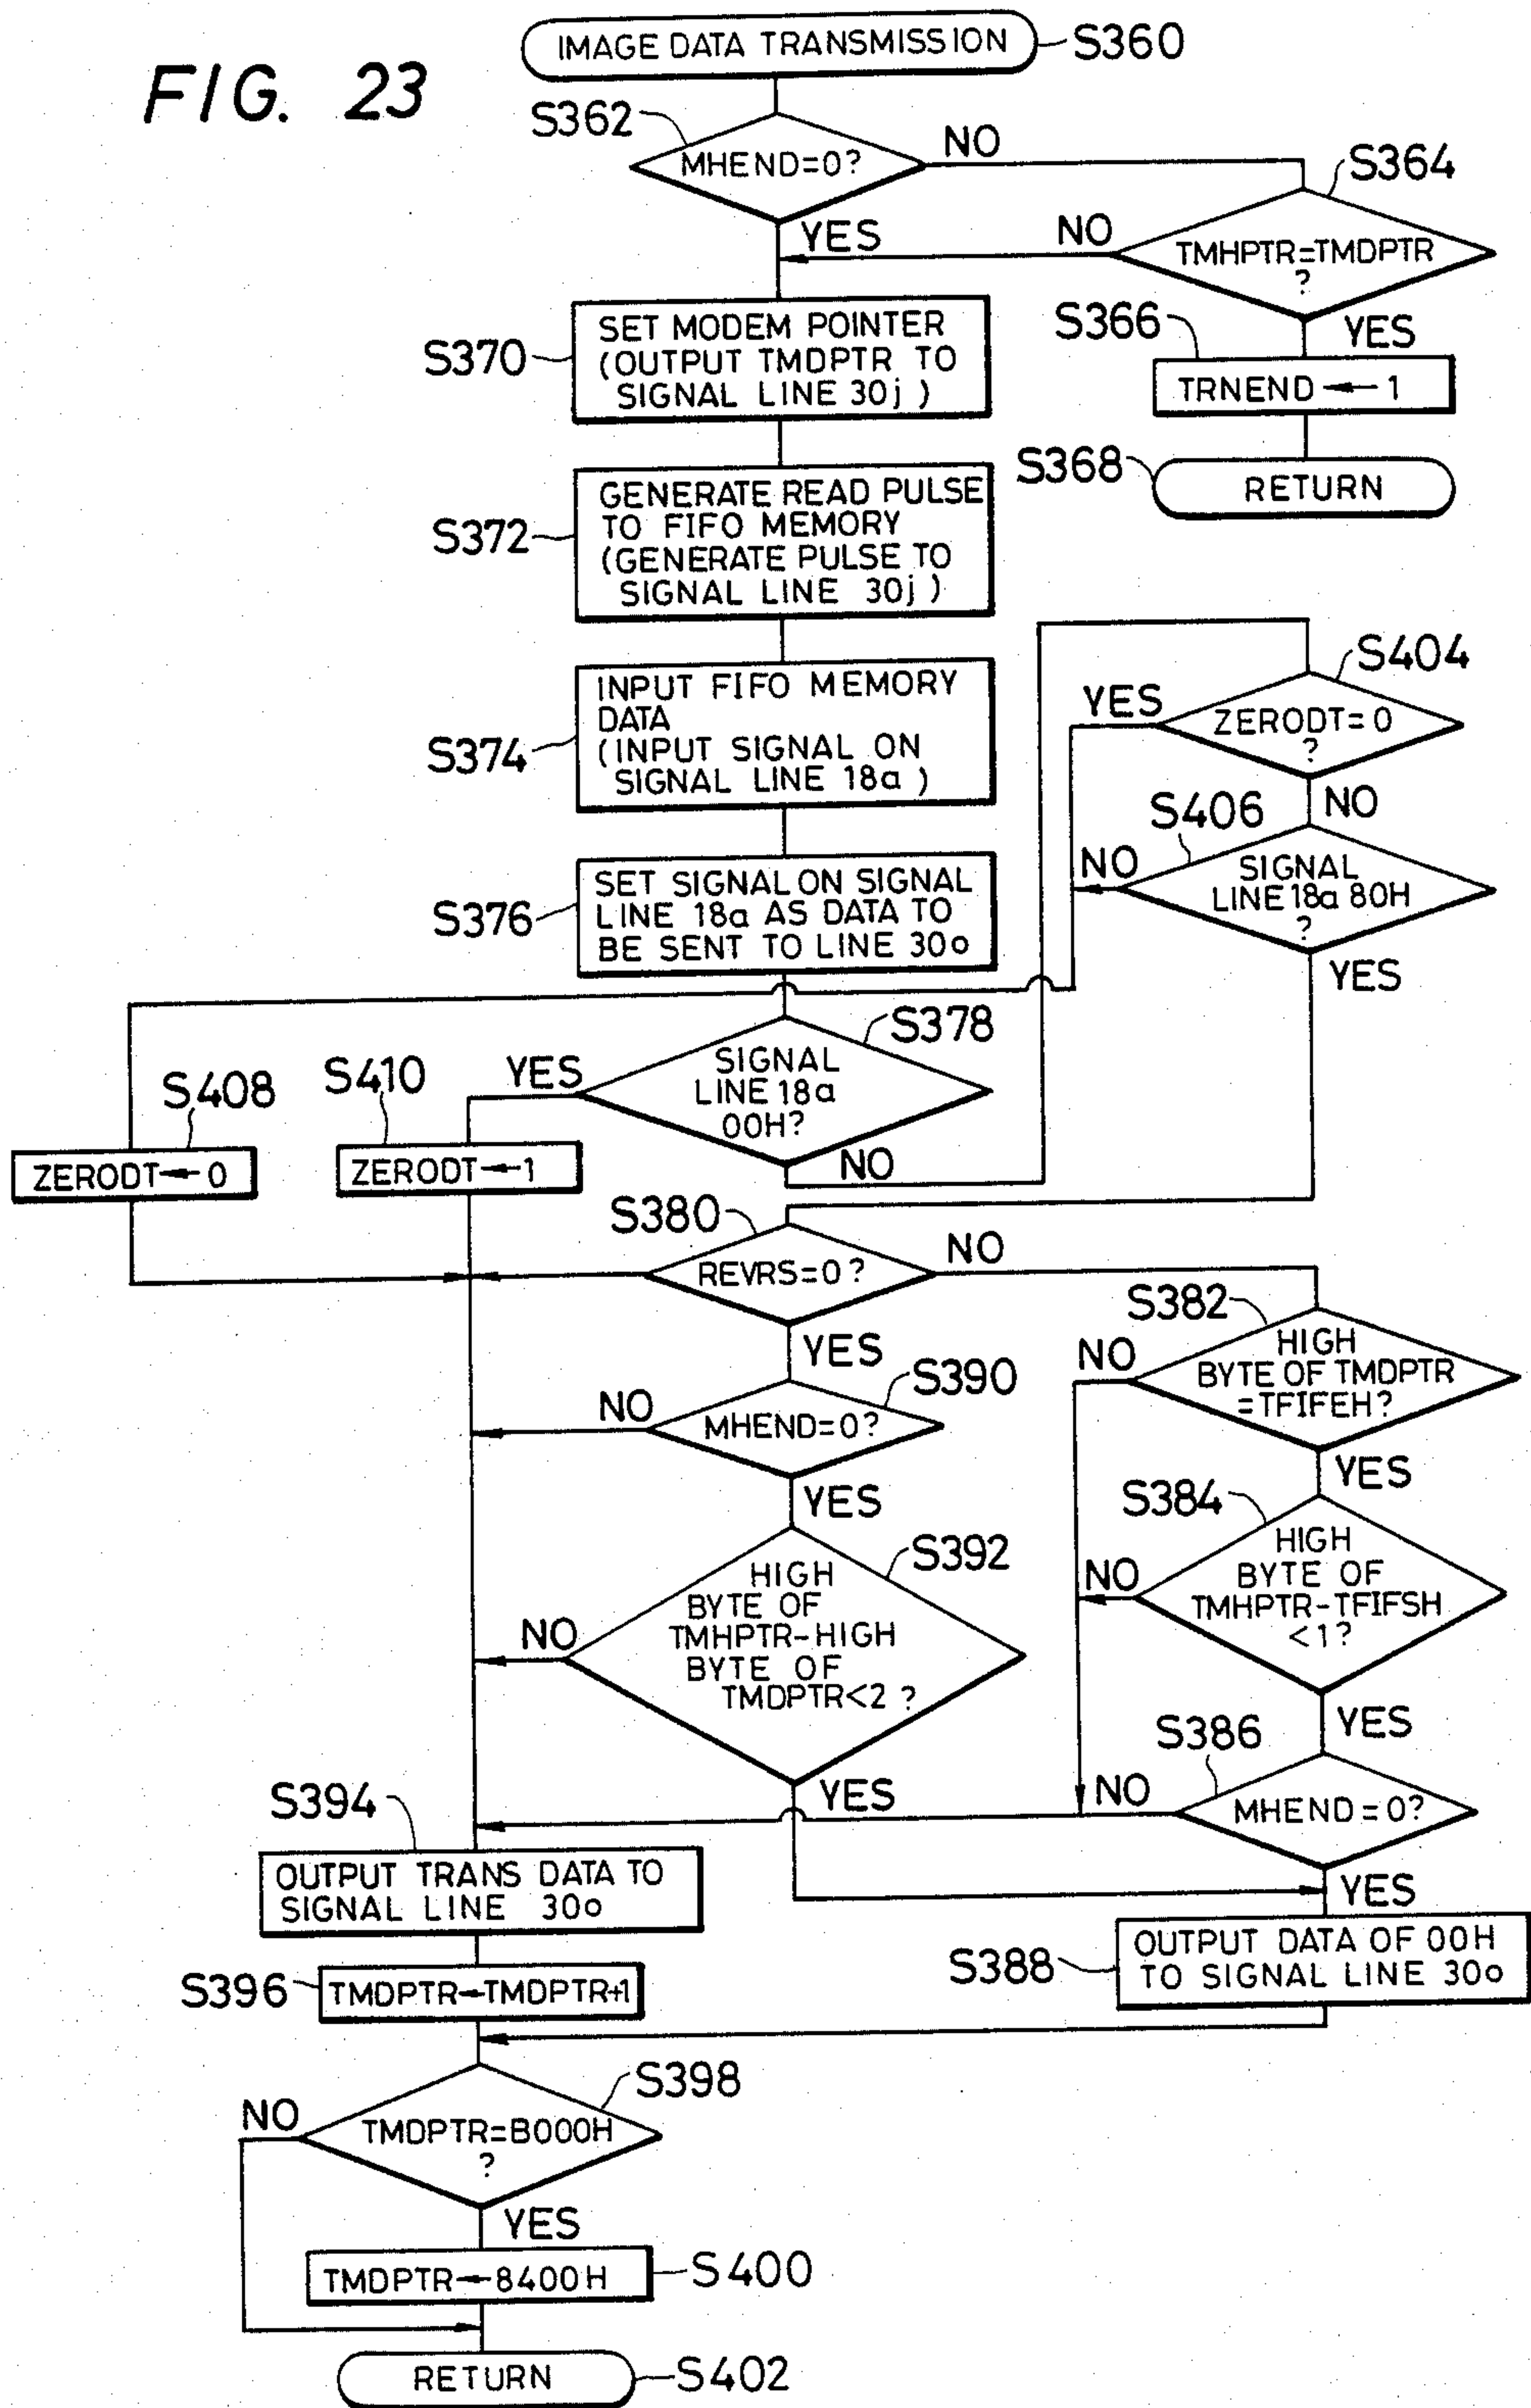 FIG. 23
IMAGE DATA TRANSMISSION
S360
S362
MHEND=0?
NO
S364
YES
NO
TMHPTR=TMDPTR
?
S366
YES
TRNEND ← 1
S368
RETURN
S370
SET MODEM POINTER
(OUTPUT TMDPTR TO
SIGNAL LINE 30j)
S372
GENERATE READ PULSE
TO FIFO MEMORY
(GENERATE PULSE TO
SIGNAL LINE 30j)
S374
INPUT FIFO MEMORY
DATA
(INPUT SIGNAL ON
SIGNAL LINE 18a)
S404
YES
ZERODT=0
?
NO
S406
NO
SIGNAL
LINE 18a 80H
?
YES
S376
SET SIGNAL ON SIGNAL
LINE 18a AS DATA TO
BE SENT TO LINE 30o
S378
SIGNAL
LINE 18a
00H?
YES
NO
S408
ZERODT←0
S410
ZERODT←1
S380
REVRS=0?
NO
YES
S382
HIGH
BYTE OF TMDPTR
=TFIFEH?
NO
YES
S390
MHEND=0?
NO
YES
S384
HIGH
BYTE OF
TMHPTR-TFIFSH
<1?
NO
YES
S392
HIGH
BYTE OF
TMHPTR-HIGH
BYTE OF
TMDPTR<2 ?
NO
YES
S386
MHEND=0?
NO
YES
S394
OUTPUT TRANS DATA TO
SIGNAL LINE 30o
S388
OUTPUT DATA OF 00H
TO SIGNAL LINE 30o
S396
TMDPTR←TMDPTR+1
S398
TMDPTR=B000H
?
NO
YES
S400
TMDPTR←8400H
RETURN
S402